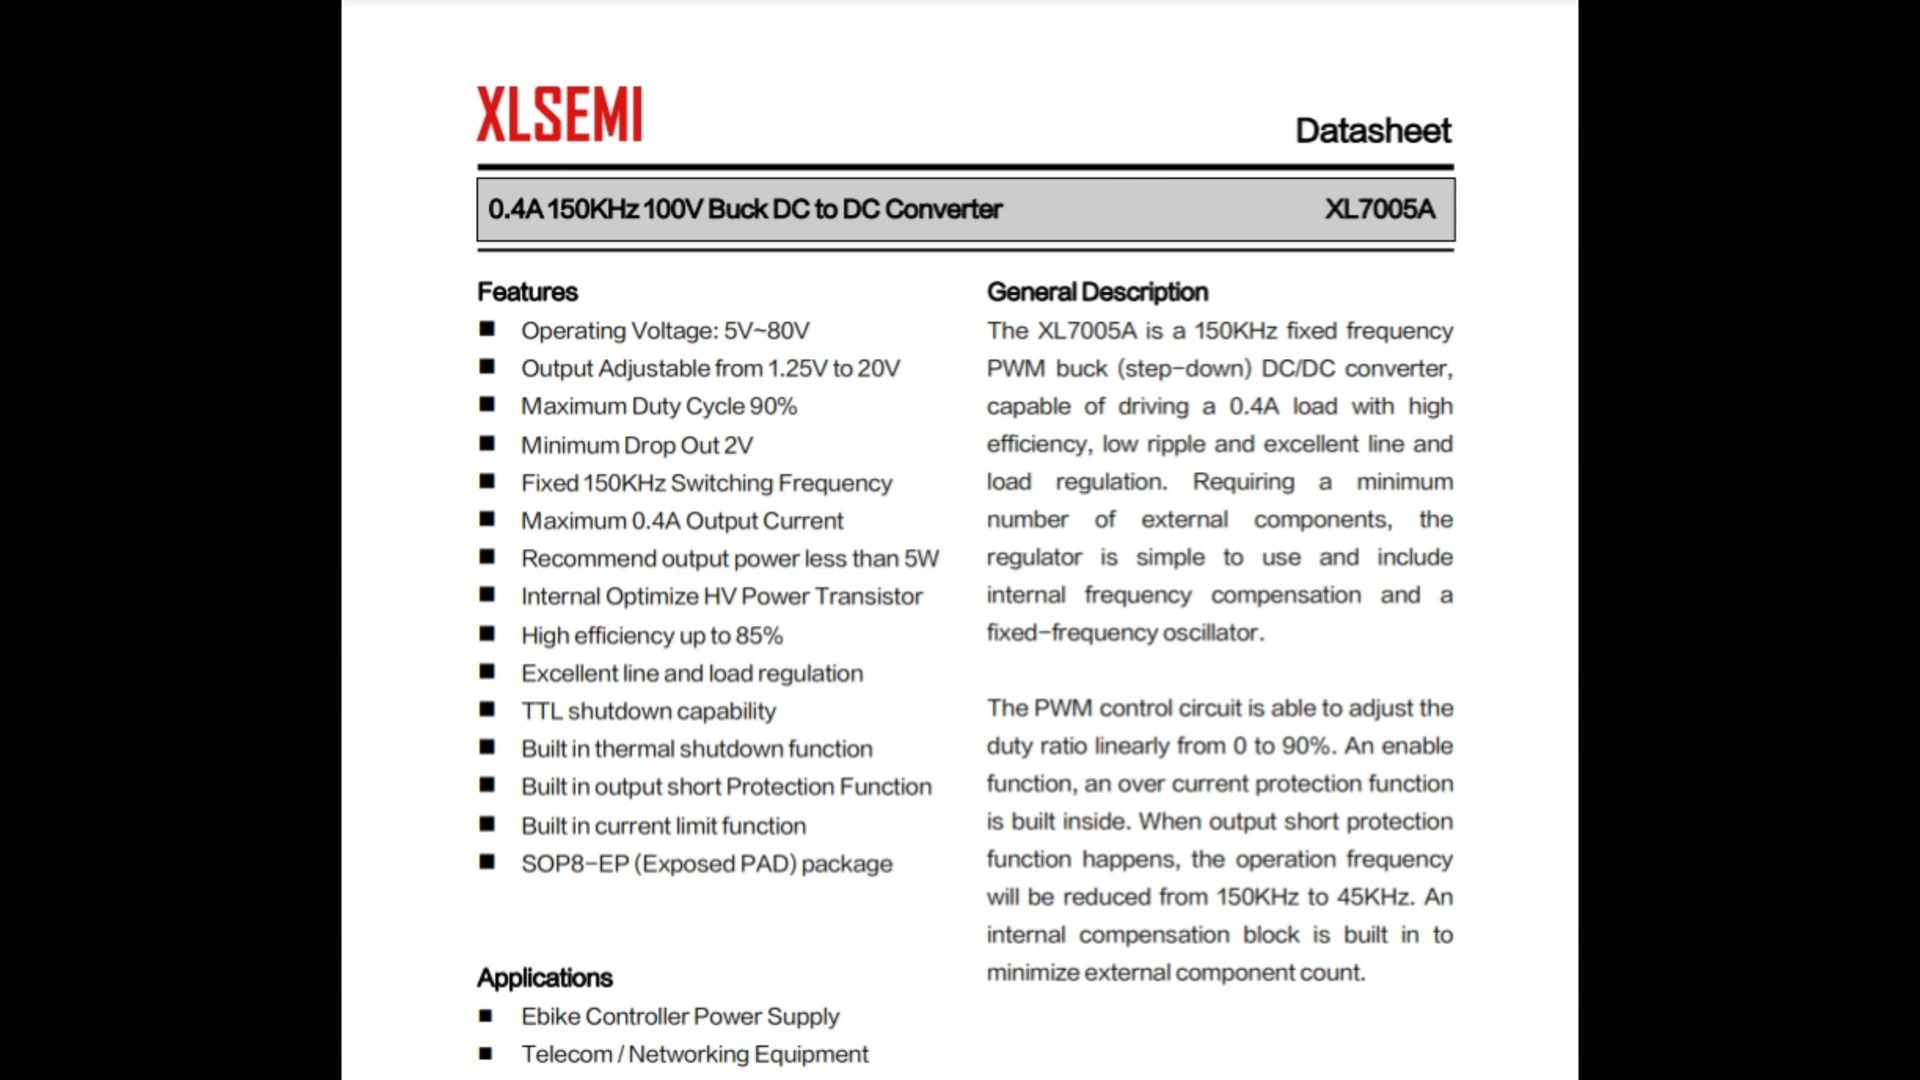 XLSEMI
Datasheet
0.4A 150KHz 100V Buck DC to DC Converter XL7005A
Features
■ Operating Voltage: 5V~80V
■ Output Adjustable from 1.25V to 20V
■ Maximum Duty Cycle 90%
■ Minimum Drop Out 2V
■ Fixed 150KHz Switching Frequency
■ Maximum 0.4A Output Current
■ Recommend output power less than 5W
■ Internal Optimize HV Power Transistor
■ High efficiency up to 85%
■ Excellent line and load regulation
■ TTL shutdown capability
■ Built in thermal shutdown function
■ Built in output short Protection Function
■ Built in current limit function
■ SOP8-EP (Exposed PAD) package
Applications
■ Ebike Controller Power Supply
■ Telecom / Networking Equipment
General Description
The XL7005A is a 150KHz fixed frequency
PWM buck (step-down) DC/DC converter,
capable of driving a 0.4A load with high
efficiency, low ripple and excellent line and
load regulation. Requiring a minimum
number of external components, the
regulator is simple to use and include
internal frequency compensation and a
fixed-frequency oscillator.
The PWM control circuit is able to adjust the
duty ratio linearly from 0 to 90%. An enable
function, an over current protection function
is built inside. When output short protection
function happens, the operation frequency
will be reduced from 150KHz to 45KHz. An
internal compensation block is built in to
minimize external component count.